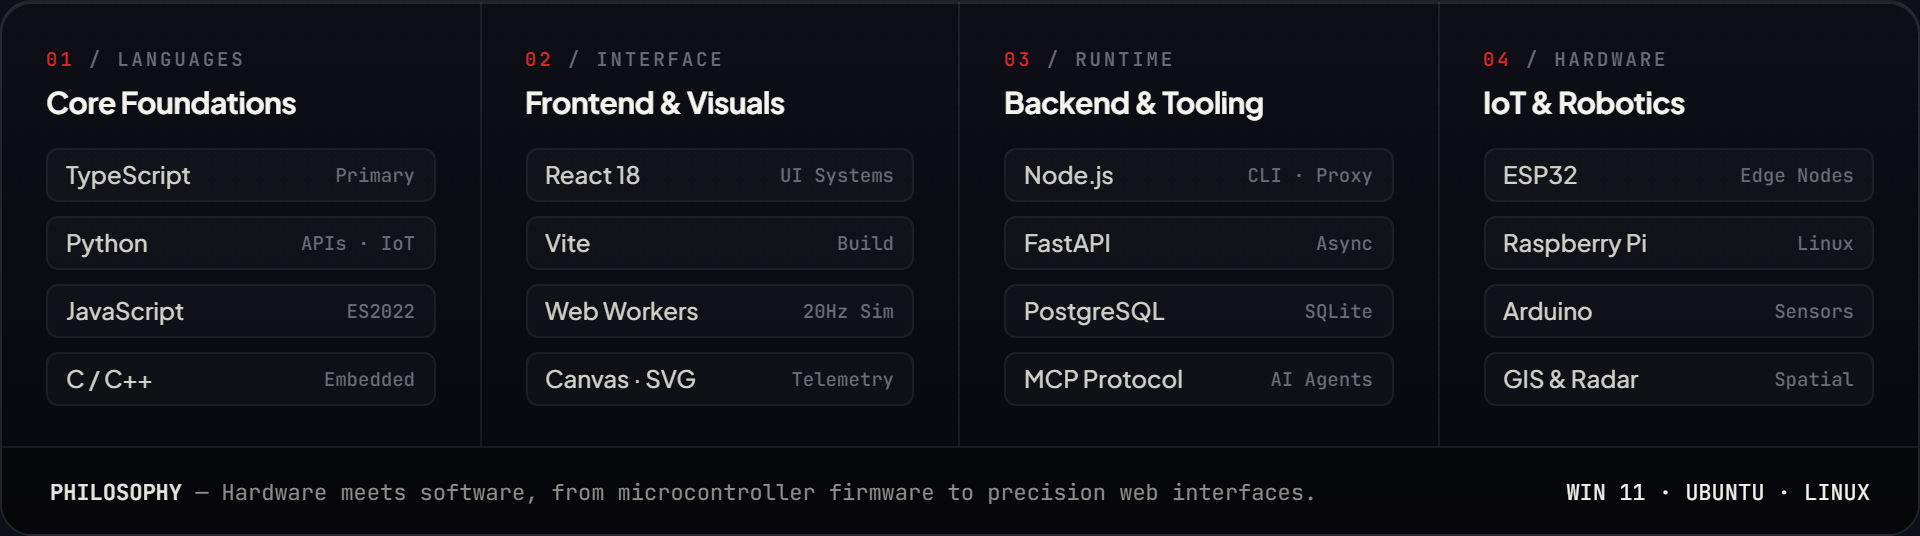 01 / LANGUAGES
Core Foundations
TypeScript Primary
Python APIs · IoT
JavaScript ES2022
C / C++ Embedded
02 / INTERFACE
Frontend & Visuals
React 18 UI Systems
Vite Build
Web Workers 20Hz Sim
Canvas · SVG Telemetry
03 / RUNTIME
Backend & Tooling
Node.js CLI · Proxy
FastAPI Async
PostgreSQL SQLite
MCP Protocol AI Agents
04 / HARDWARE
IoT & Robotics
ESP32 Edge Nodes
Raspberry Pi Linux
Arduino Sensors
GIS & Radar Spatial
PHILOSOPHY — Hardware meets software, from microcontroller firmware to precision web interfaces.
WIN 11 · UBUNTU · LINUX